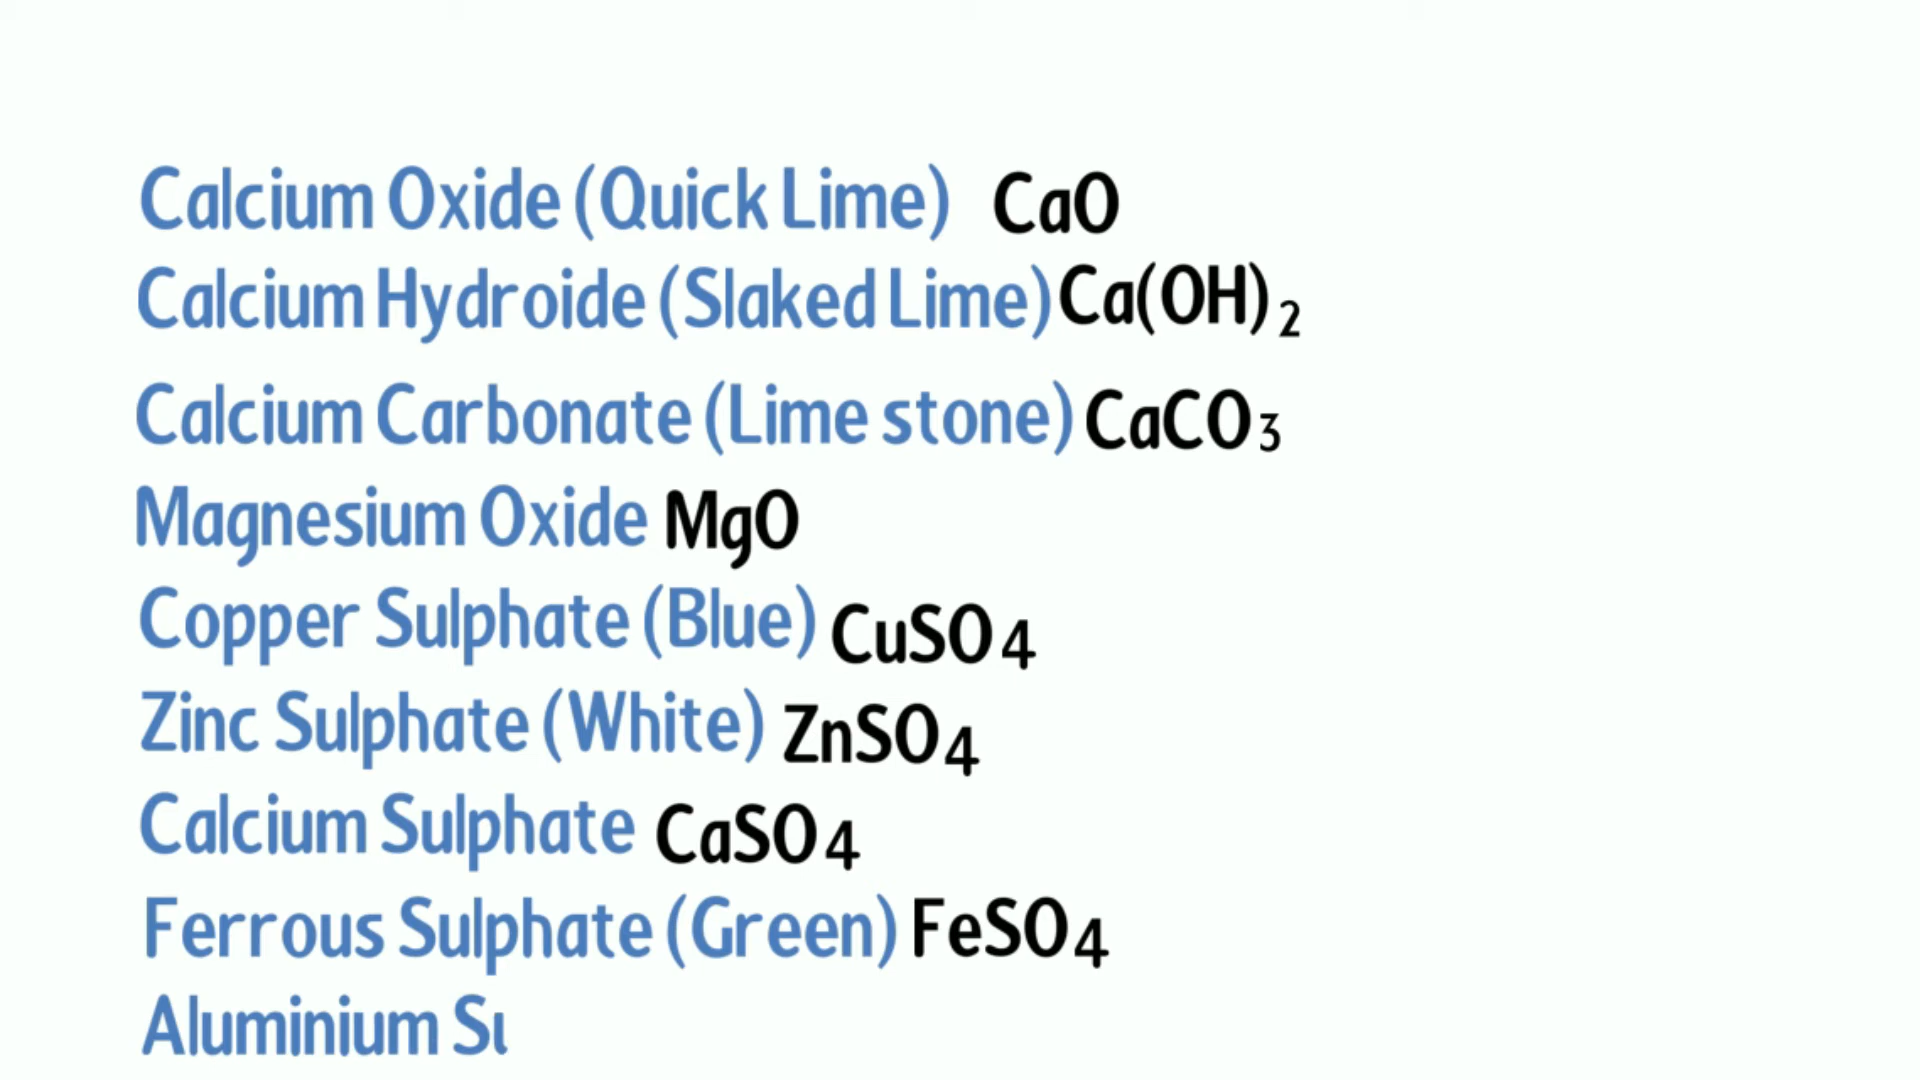 Calcium Oxide (Quick Lime) CaO
Calcium Hydroide (Slaked Lime) Ca(OH)₂
Calcium Carbonate (Lime stone) CaCO₃
Magnesium Oxide MgO
Copper Sulphate (Blue) CuSO₄
Zinc Sulphate (White) ZnSO₄
Calcium Sulphate CaSO₄
Ferrous Sulphate (Green) FeSO₄
Aluminium